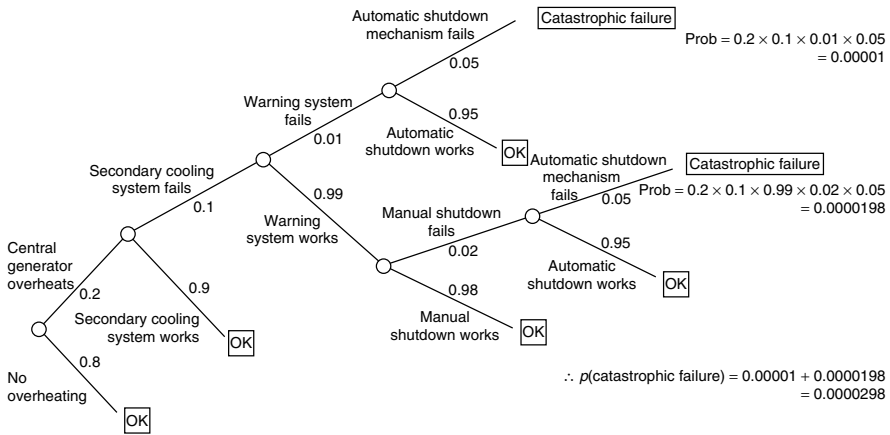 Automatic shutdown
mechanism fails
Catastrophic failure
Prob = 0.2 × 0.1 × 0.01 × 0.05
= 0.00001
0.05
Warning system
fails
0.01
0.95
Automatic
shutdown works
OK
Secondary cooling
system fails
0.1
0.99
Warning
system works
Automatic shutdown
mechanism
fails
0.05
Catastrophic failure
Prob = 0.2 × 0.1 × 0.99 × 0.02 × 0.05
= 0.0000198
Manual shutdown
fails
0.02
0.95
Automatic
shutdown works
OK
Central
generator
overheats
0.2
0.9
Secondary cooling
system works
OK
0.98
Manual
shutdown works
OK
0.8
No
overheating
OK
∴ p(catastrophic failure) = 0.00001 + 0.0000198
= 0.0000298